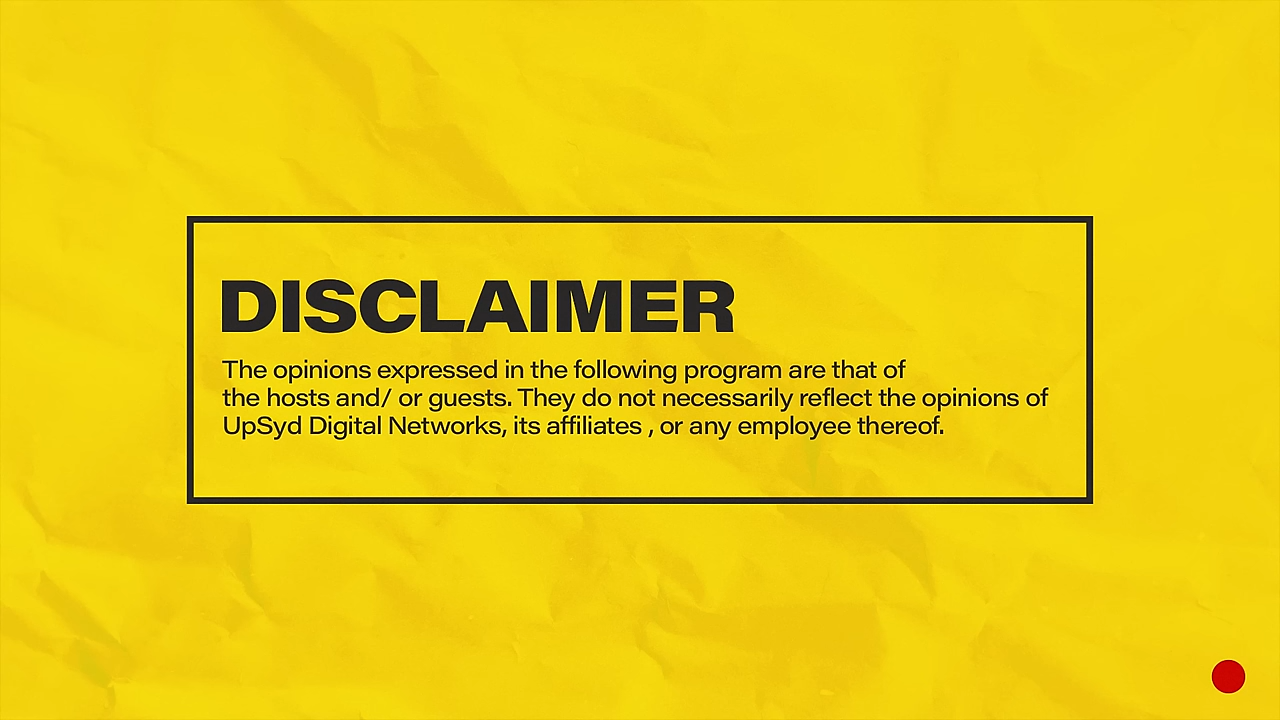 DISCLAIMER
The opinions expressed in the following program are that of
the hosts and/ or guests. They do not necessarily reflect the opinions of
UpSyd Digital Networks, its affiliates , or any employee thereof.